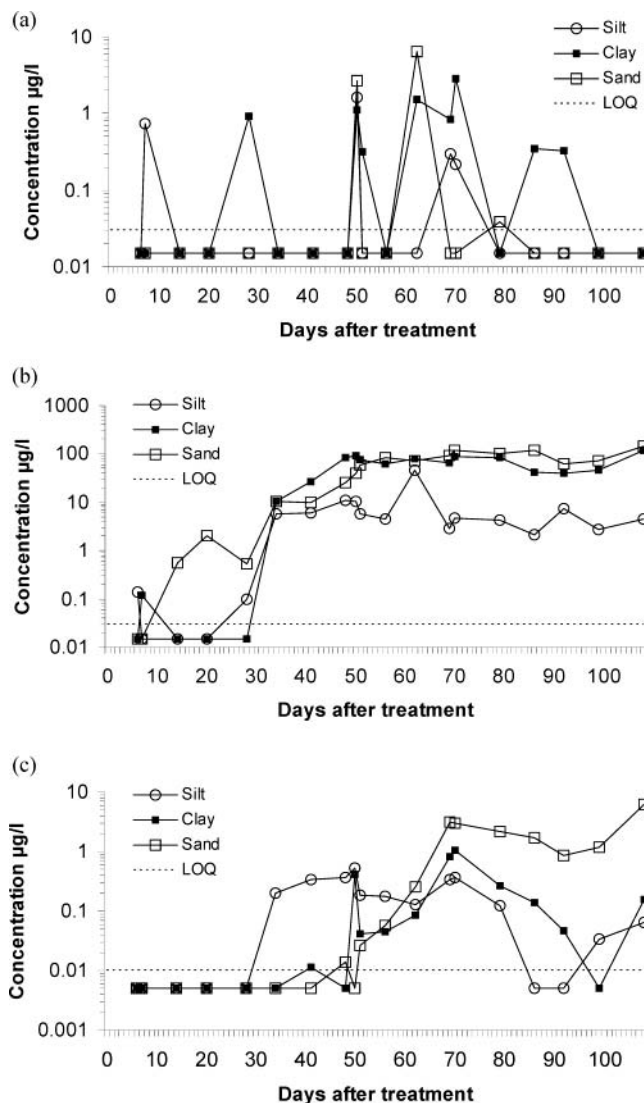 (a)
Silt
Clay
Sand
LOQ
Concentration µg/l
10
1
0.1
0.01
0 10 20 30 40 50 60 70 80 90 100
Days after treatment
(b)
Silt
Clay
Sand
LOQ
Concentration µg/l
1000
100
10
1
0.1
0.01
0 10 20 30 40 50 60 70 80 90 100
Days after treatment
(c)
Silt
Clay
Sand
LOQ
Concentration µg/l
10
1
0.1
0.01
0.001
0 10 20 30 40 50 60 70 80 90 100
Days after treatment